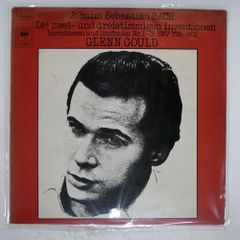 Johann Sebastian BACH
Die zwei- und dreistimmigen Inventionen
Inventionen und Sinfonien Nr. 1-15 BWV 772-801
GLENN GOULD
CBS